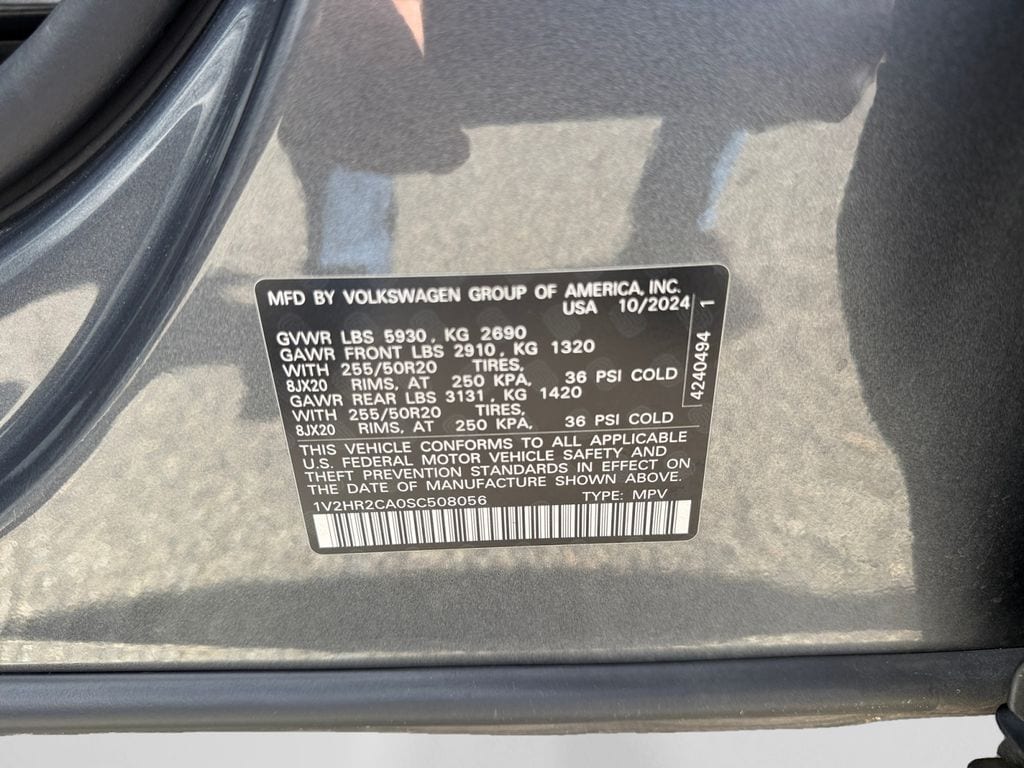 MFD BY VOLKSWAGEN GROUP OF AMERICA, INC.
USA 10/2024
GVWR LBS 5930, KG 2690
GAWR FRONT LBS 2910, KG 1320
WITH 255/50R20 TIRES,
8JX20 RIMS, AT 250 KPA, 36 PSI COLD
GAWR REAR LBS 3131, KG 1420
WITH 255/50R20 TIRES,
8JX20 RIMS, AT 250 KPA, 36 PSI COLD
THIS VEHICLE CONFORMS TO ALL APPLICABLE
U.S. FEDERAL MOTOR VEHICLE SAFETY AND
THEFT PREVENTION STANDARDS IN EFFECT ON
THE DATE OF MANUFACTURE SHOWN ABOVE.
1V2HR2CA0SC508056 TYPE: MPV
4240494 1